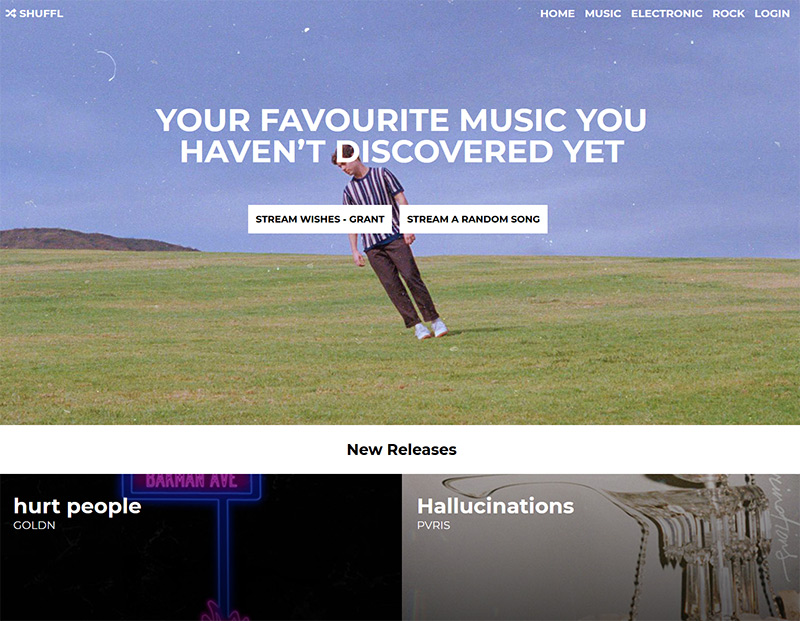 SHUFFL
HOME MUSIC ELECTRONIC ROCK LOGIN
YOUR FAVOURITE MUSIC YOU
HAVEN’T DISCOVERED YET
STREAM WISHES - GRANT
STREAM A RANDOM SONG
New Releases
BARMAN AVE
hurt people
GOLDN
Hallucinations
PVRIS